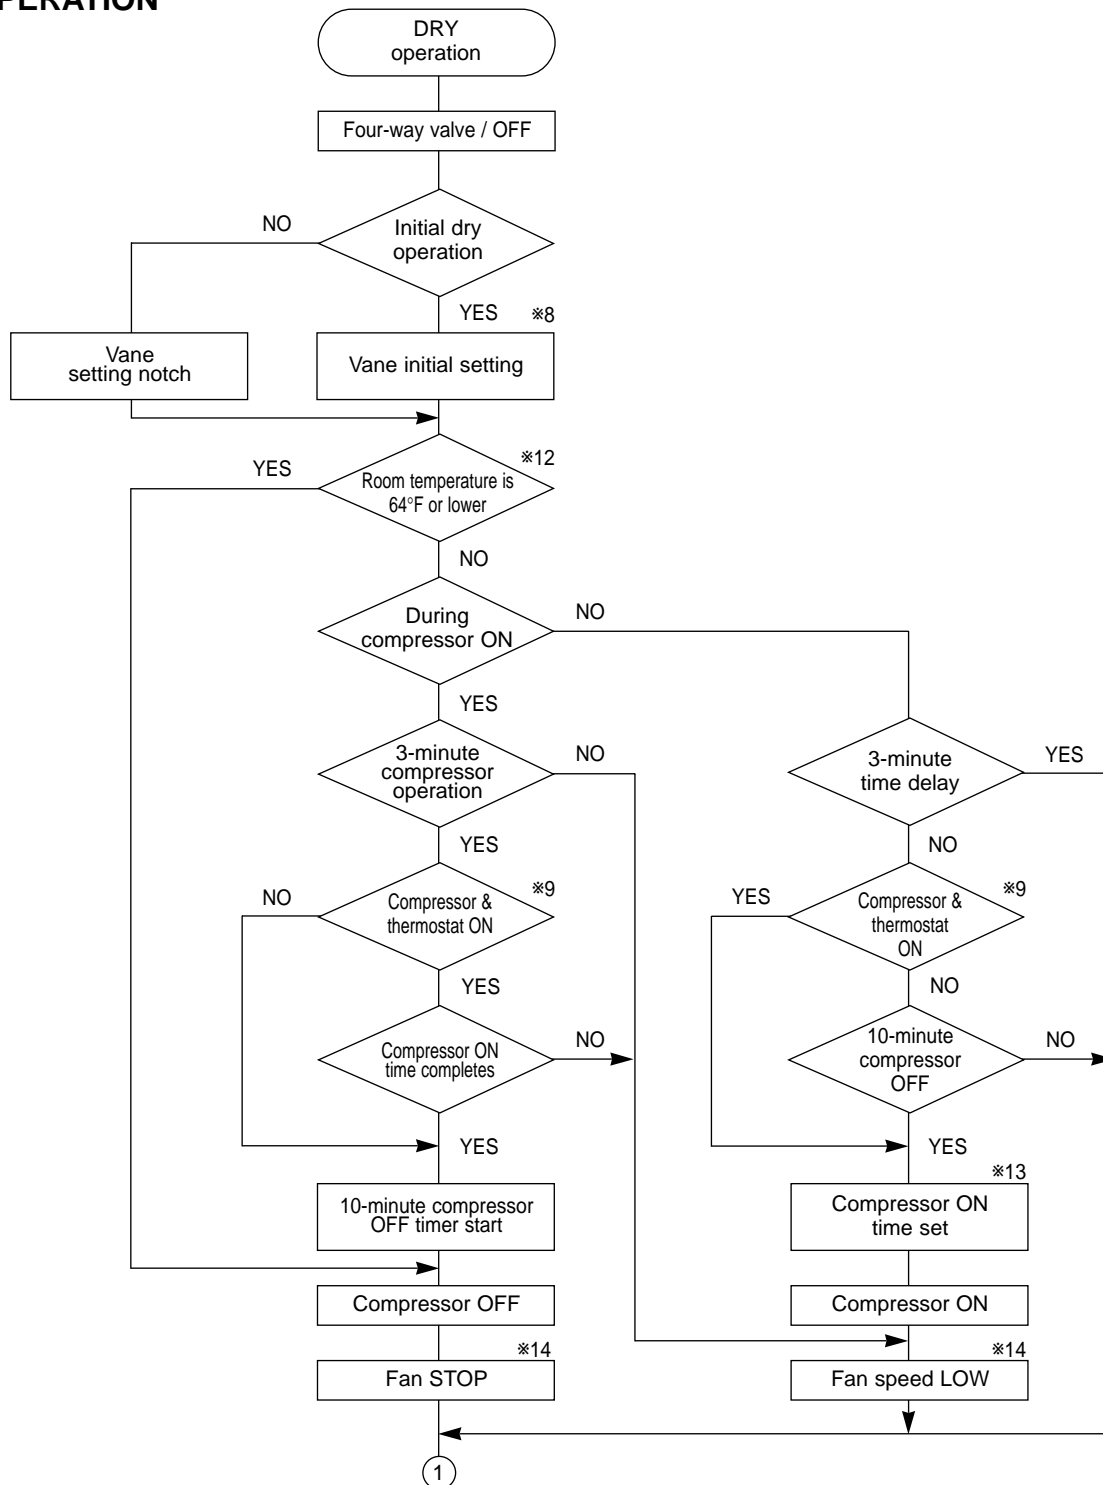 PERATION
DRY
operation
Four-way valve / OFF
NO
Initial dry
operation
YES
※8
Vane
setting notch
Vane initial setting
YES
※12
Room temperature is
64°F or lower
NO
During
compressor ON
NO
YES
3-minute
compressor
operation
NO
3-minute
time delay
YES
YES
NO
NO
Compressor &
thermostat ON
※9
YES
Compressor &
thermostat
ON
※9
YES
NO
Compressor ON
time completes
NO
10-minute
compressor
OFF
NO
YES
YES
※13
10-minute compressor
OFF timer start
Compressor ON
time set
Compressor OFF
Compressor ON
※14
※14
Fan STOP
Fan speed LOW
1